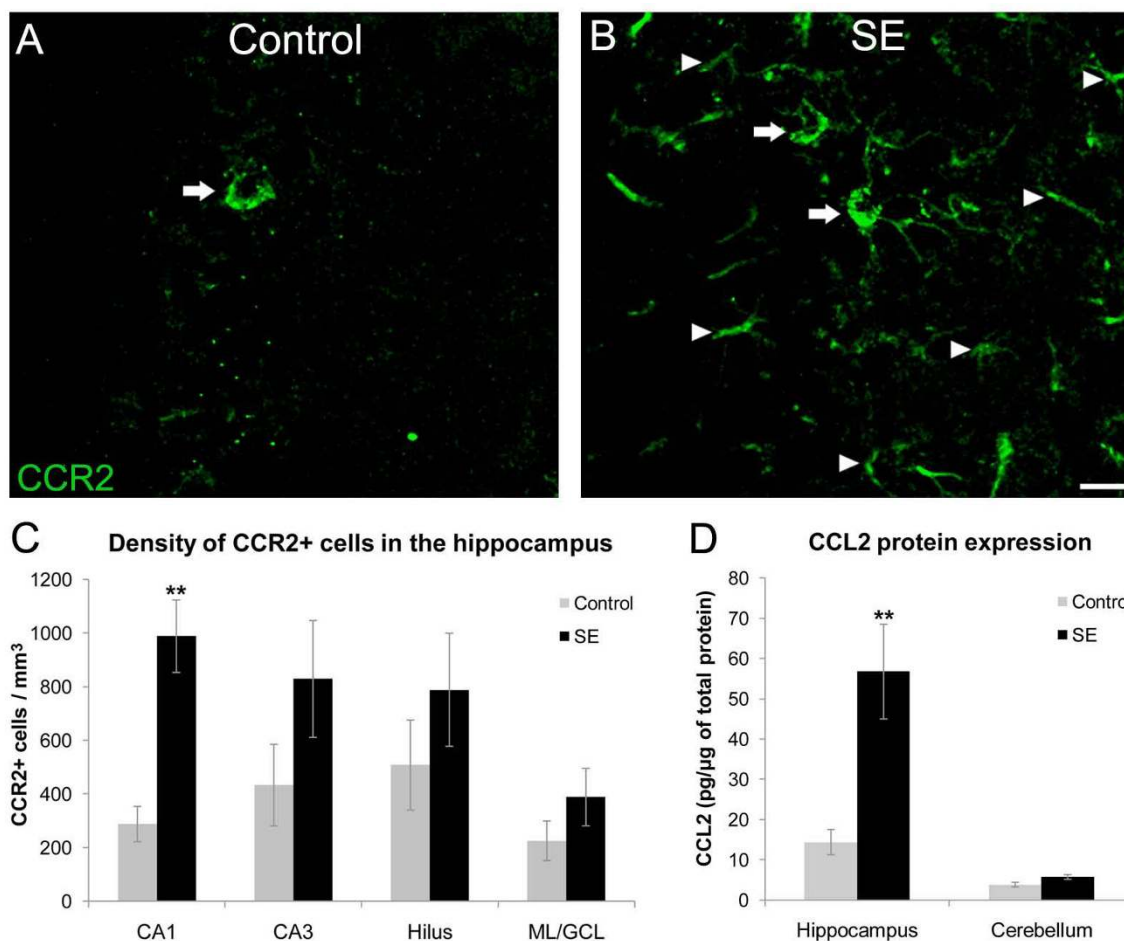 A Control
B SE
CCR2
C Density of CCR2+ cells in the hippocampus
CCR2+ cells / mm³
1200
1000
800
600
400
200
0
**
Control
SE
CA1 CA3 Hilus ML/GCL
D CCL2 protein expression
CCL2 (pg/µg of total protein)
80
70
60
50
40
30
20
10
0
**
Contro
SE
Hippocampus Cerebellum